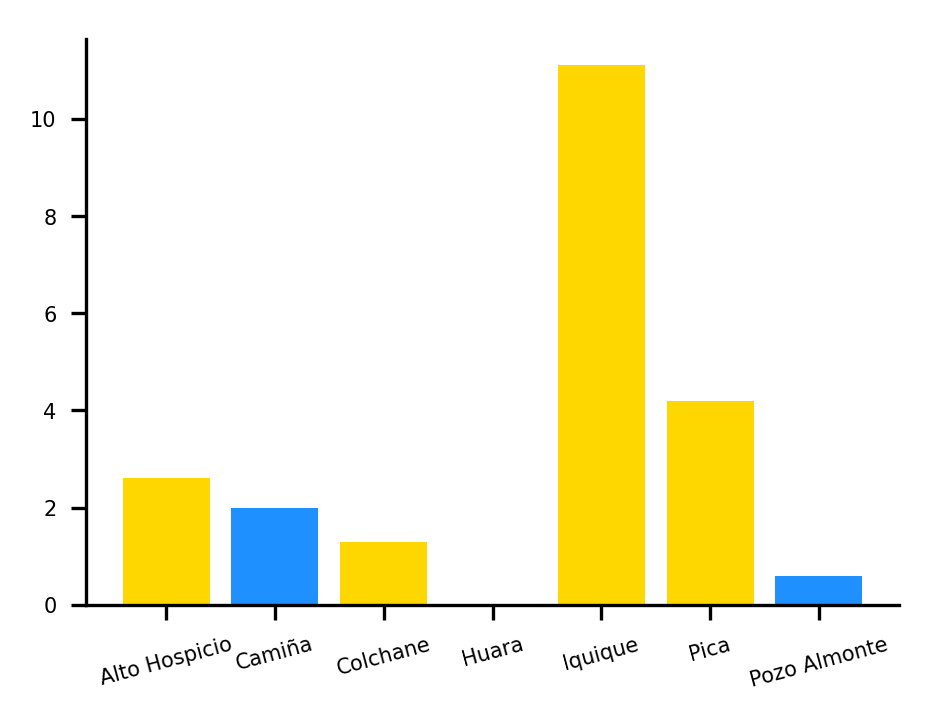 10
8
6
4
2
0
Alto Hospicio
Camiña
Colchane
Huara
Iquique
Pica
Pozo Almonte